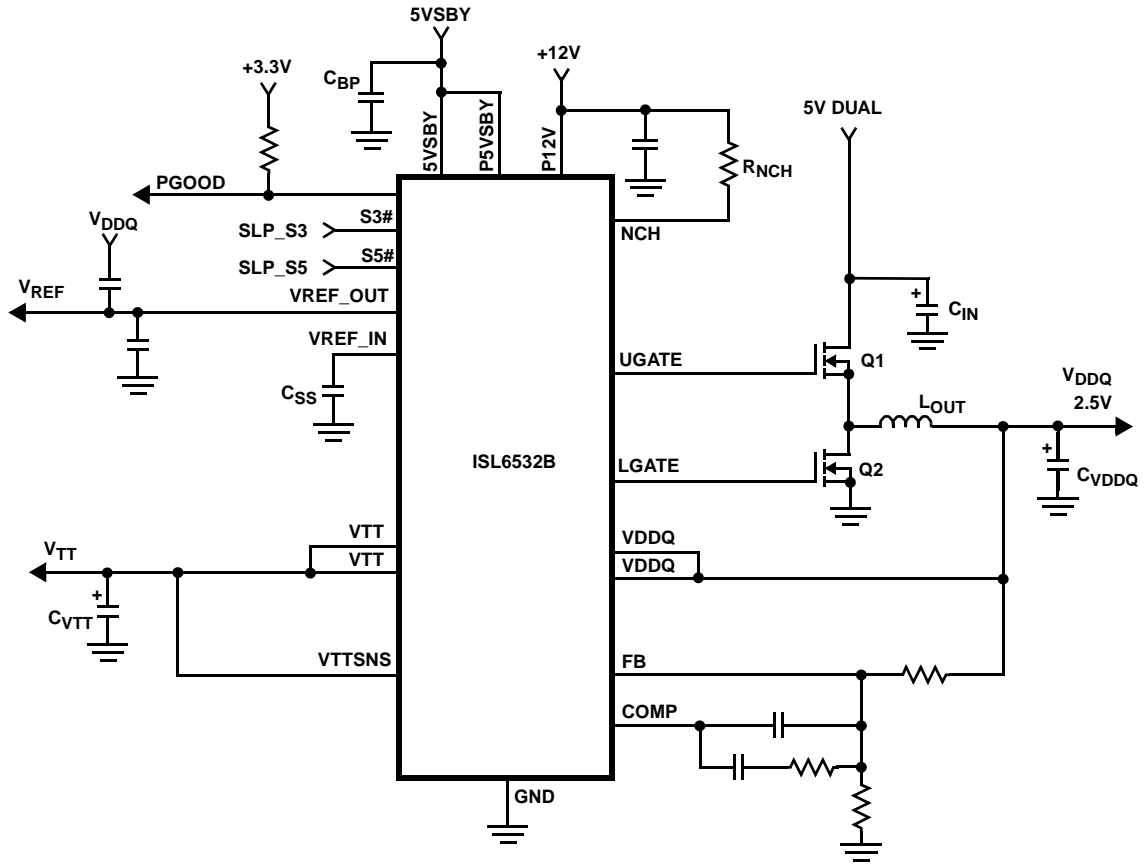 5VSBY
+12V
+3.3V
CBP
5V DUAL
5VSBY
P5VSBY
P12V
RNCH
PGOOD
NCH
VDDQ
SLP_S3
S3#
SLP_S5
S5#
VREF
VREF_OUT
+
CIN
VREF_IN
UGATE
Q1
CSS
LOUT
VDDQ
2.5V
ISL6532B
LGATE
Q2
+
CVDDQ
VTT
VTT
VTT
VDDQ
VDDQ
+
CVTT
VTTSNS
FB
COMP
GND